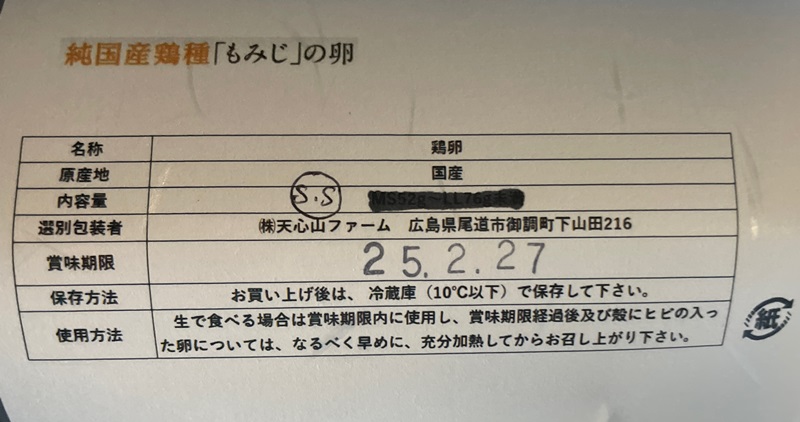 純国産鶏種「もみじ」の卵
名称 鶏卵
原産地 国産
内容量 S.S MS52g~LL76g未満
選別包装者 ㈱天心山ファーム 広島県尾道市御調町下山田216
賞味期限 25.2.27
保存方法 お買い上げ後は、冷蔵庫(10℃以下)で保存して下さい。
使用方法 生で食べる場合は賞味期限内に使用し、賞味期限経過後及び殻にヒビの入っ
た卵については、なるべく早めに、充分加熱してからお召し上がり下さい。
紙